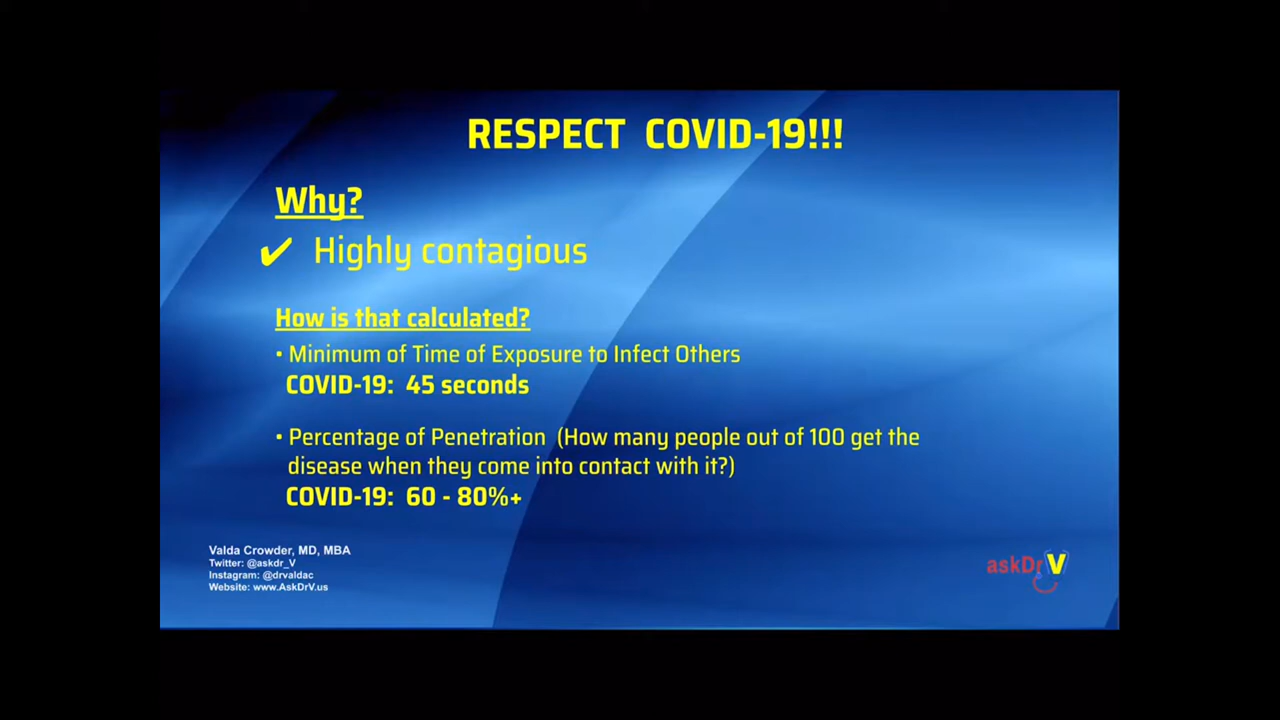 RESPECT COVID-19!!!
Why?
✔ Highly contagious
How is that calculated?
• Minimum of Time of Exposure to Infect Others
COVID-19: 45 seconds
• Percentage of Penetration (How many people out of 100 get the
disease when they come into contact with it?)
COVID-19: 60 - 80%+
Valda Crowder, MD, MBA
Twitter: @askdr_V
Instagram: @drvaldac
Website: www.AskDrV.us
askDrV